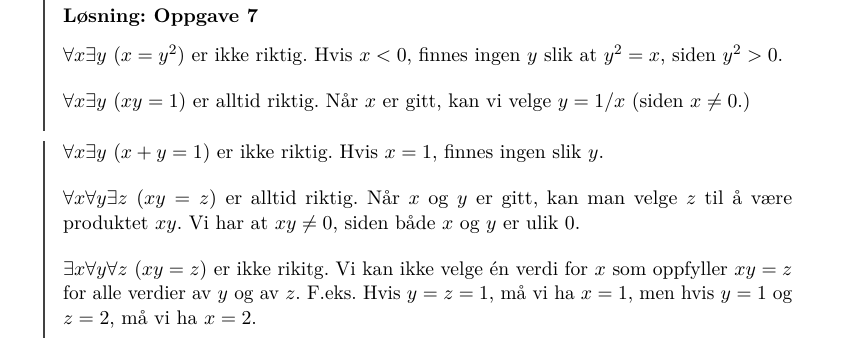 Løsning: Oppgave 7
∀x∃y (x = y²) er ikke riktig. Hvis x < 0, finnes ingen y slik at y² = x, siden y² > 0.
∀x∃y (xy = 1) er alltid riktig. Når x er gitt, kan vi velge y = 1/x (siden x ≠ 0.)
∀x∃y (x + y = 1) er ikke riktig. Hvis x = 1, finnes ingen slik y.
∀x∀y∃z (xy = z) er alltid riktig. Når x og y er gitt, kan man velge z til å være
produktet xy. Vi har at xy ≠ 0, siden både x og y er ulik 0.
∃x∀y∀z (xy = z) er ikke rikitg. Vi kan ikke velge én verdi for x som oppfyller xy = z
for alle verdier av y og av z. F.eks. Hvis y = z = 1, må vi ha x = 1, men hvis y = 1 og
z = 2, må vi ha x = 2.